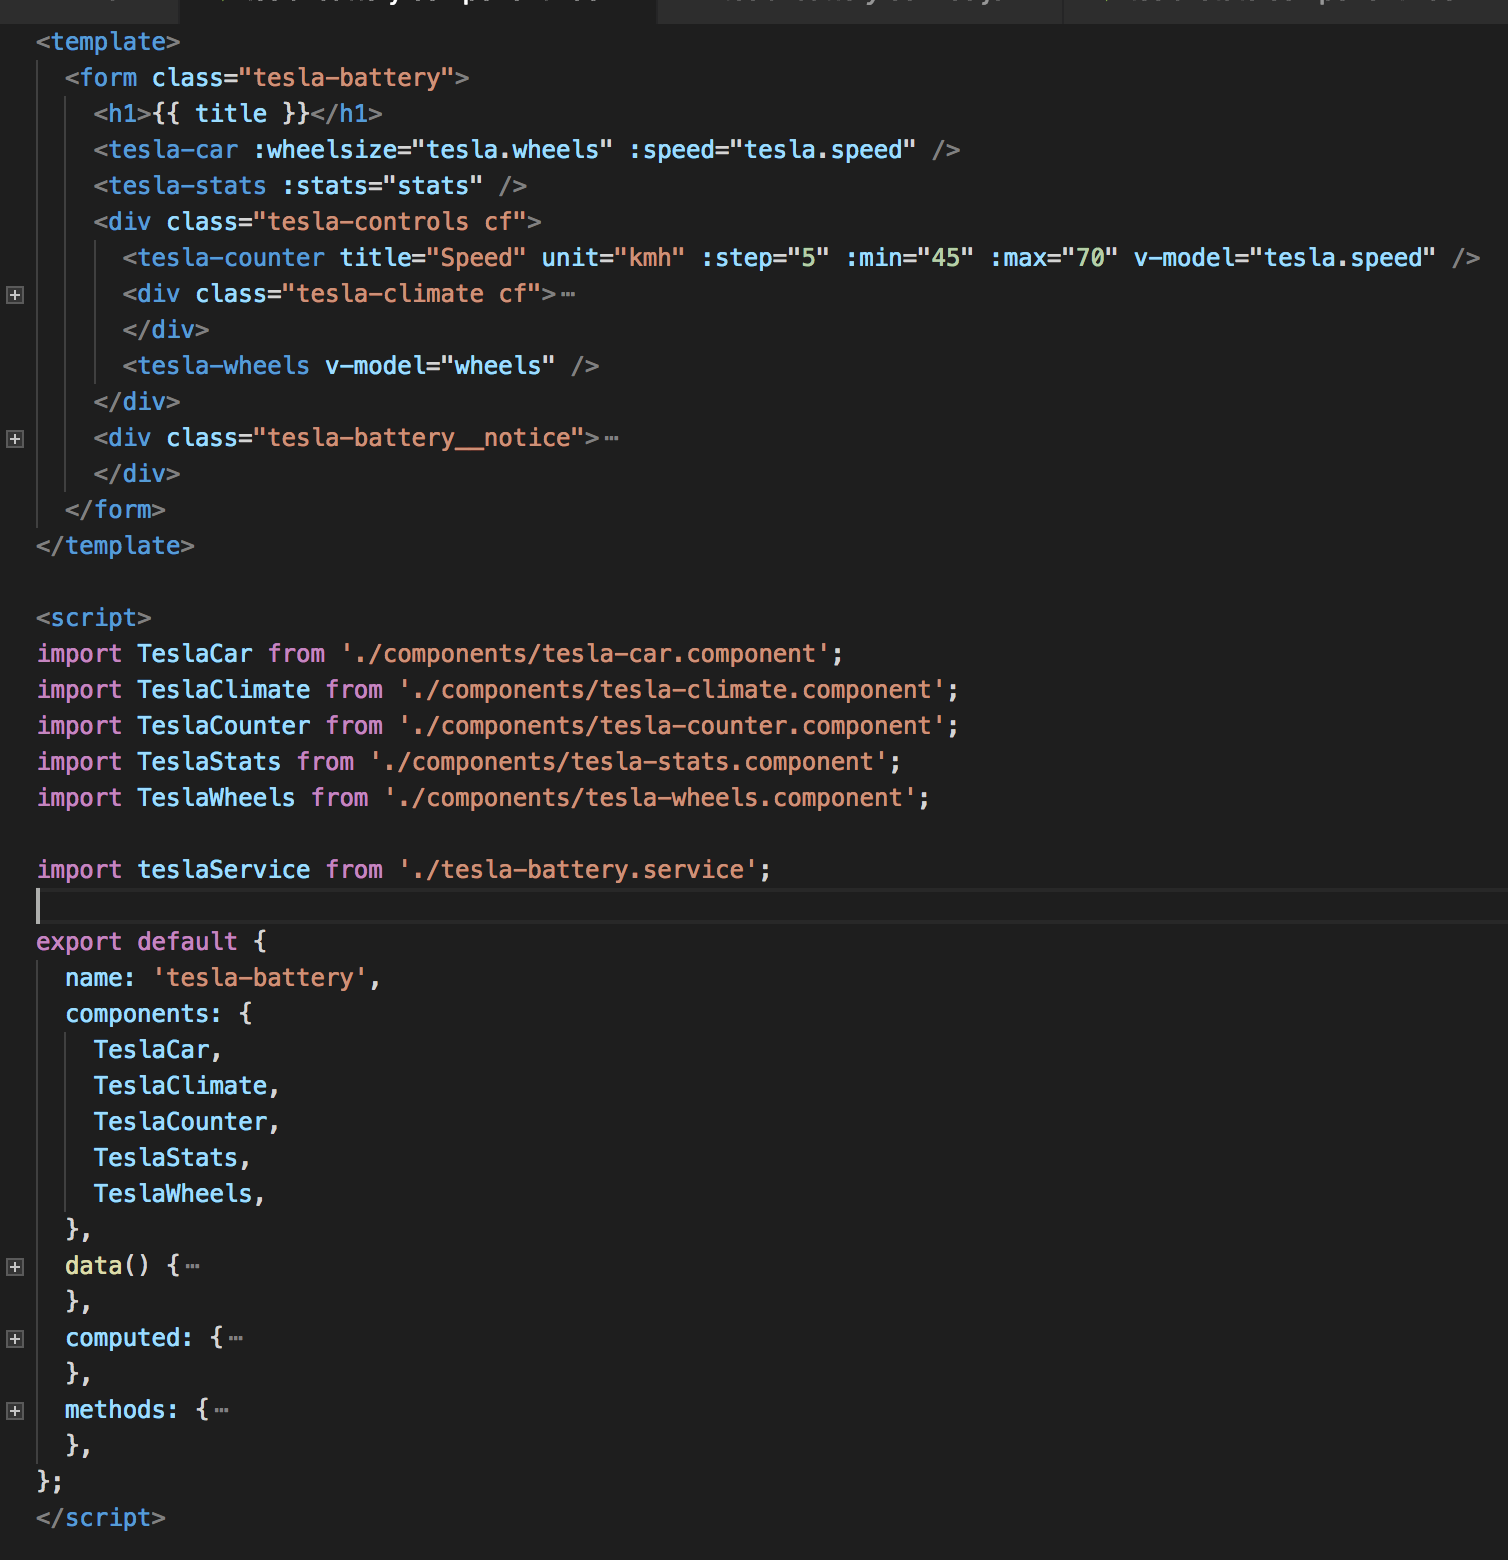 <template>
  <form class="tesla-battery">
    <h1>{{ title }}</h1>
    <tesla-car :wheelsize="tesla.wheels" :speed="tesla.speed" />
    <tesla-stats :stats="stats" />
    <div class="tesla-controls cf">
      <tesla-counter title="Speed" unit="kmh" :step="5" :min="45" :max="70" v-model="tesla.speed" />
      <div class="tesla-climate cf">⋯
      </div>
      <tesla-wheels v-model="wheels" />
    </div>
    <div class="tesla-battery__notice">⋯
    </div>
  </form>
</template>

<script>
import TeslaCar from './components/tesla-car.component';
import TeslaClimate from './components/tesla-climate.component';
import TeslaCounter from './components/tesla-counter.component';
import TeslaStats from './components/tesla-stats.component';
import TeslaWheels from './components/tesla-wheels.component';

import teslaService from './tesla-battery.service';

export default {
  name: 'tesla-battery',
  components: {
    TeslaCar,
    TeslaClimate,
    TeslaCounter,
    TeslaStats,
    TeslaWheels,
  },
  data() {⋯
  },
  computed: {⋯
  },
  methods: {⋯
  },
};
</script>